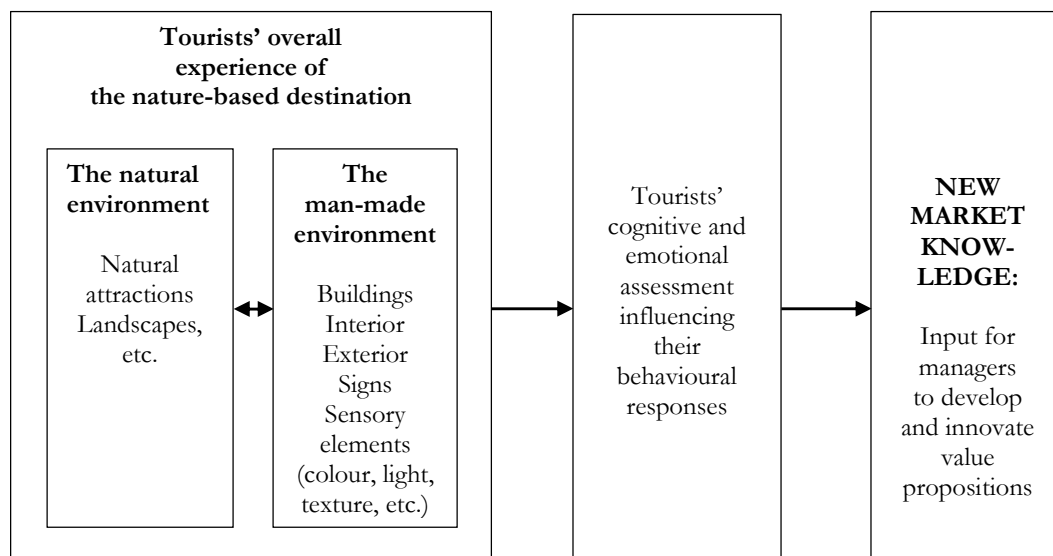 Tourists’ overall
experience of
the nature-based destination
The natural
environment
Natural
attractions
Landscapes,
etc.
The
man-made
environment
Buildings
Interior
Exterior
Signs
Sensory
elements
(colour, light,
texture, etc.)
Tourists’
cognitive and
emotional
assessment
influencing
their
behavioural
responses
NEW
MARKET
KNOW-
LEDGE:
Input for
managers
to develop
and innovate
value
propositions